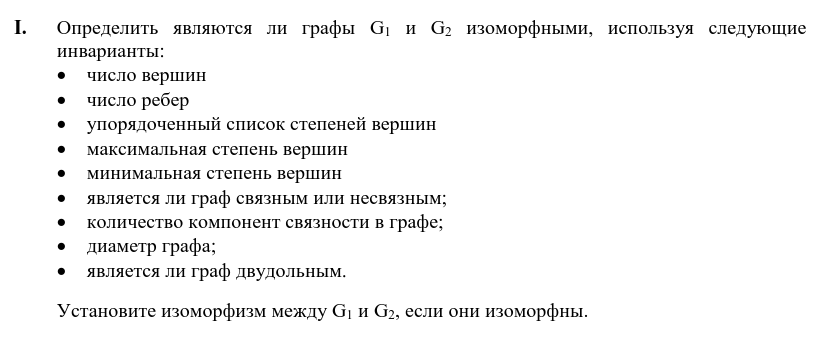 I. Определить являются ли графы G₁ и G₂ изоморфными, используя следующие
инварианты:
• число вершин
• число ребер
• упорядоченный список степеней вершин
• максимальная степень вершин
• минимальная степень вершин
• является ли граф связным или несвязным;
• количество компонент связности в графе;
• диаметр графа;
• является ли граф двудольным.
Установите изоморфизм между G₁ и G₂, если они изоморфны.